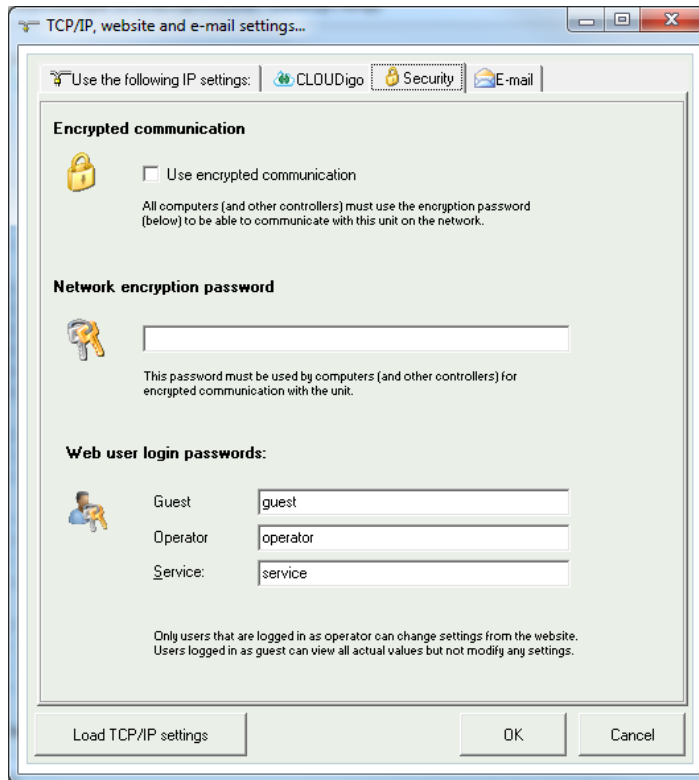 TCP/IP, website and e-mail settings...
Use the following IP settings:
CLOUDigo
Security
E-mail
Encrypted communication
Use encrypted communication
All computers (and other controllers) must use the encryption password
(below) to be able to communicate with this unit on the network.
Network encryption password
This password must be used by computers (and other controllers) for
encrypted communication with the unit.
Web user login passwords:
Guest guest
Operator operator
Service: service
Only users that are logged in as operator can change settings from the website.
Users logged in as guest can view all actual values but not modify any settings.
Load TCP/IP settings
OK
Cancel